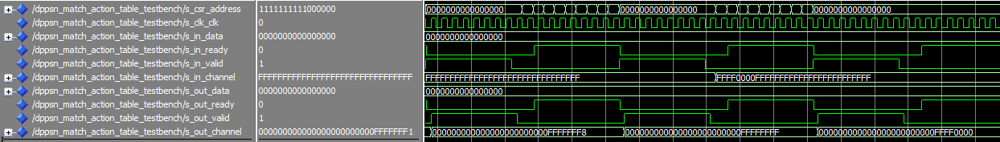 /dppsn_match_action_table_testbench/s_csr_address 1111111111000000 0000000000000000 0000000000000000 0000000000000000
/dppsn_match_action_table_testbench/s_clk_clk 0
/dppsn_match_action_table_testbench/s_in_data 0000000000000000 0000000000000000
/dppsn_match_action_table_testbench/s_in_ready 0
/dppsn_match_action_table_testbench/s_in_valid 1
/dppsn_match_action_table_testbench/s_in_channel FFFFFFFFFFFFFFFFFFFFFFFFFFFFFFFF FFFFFFFFFFFFFFFFFFFFFFFFFFFFFFFF FFFF0000FFFFFFFFFFFFFFFFFFFFFFFF
/dppsn_match_action_table_testbench/s_out_data 0000000000000000 0000000000000000
/dppsn_match_action_table_testbench/s_out_ready 0
/dppsn_match_action_table_testbench/s_out_valid 1
/dppsn_match_action_table_testbench/s_out_channel 000000000000000000000000FFFFFFF1 000000000000000000000000FFFFFFF8 000000000000000000000000FFFFFFFF 000000000000000000000000FFFF0000